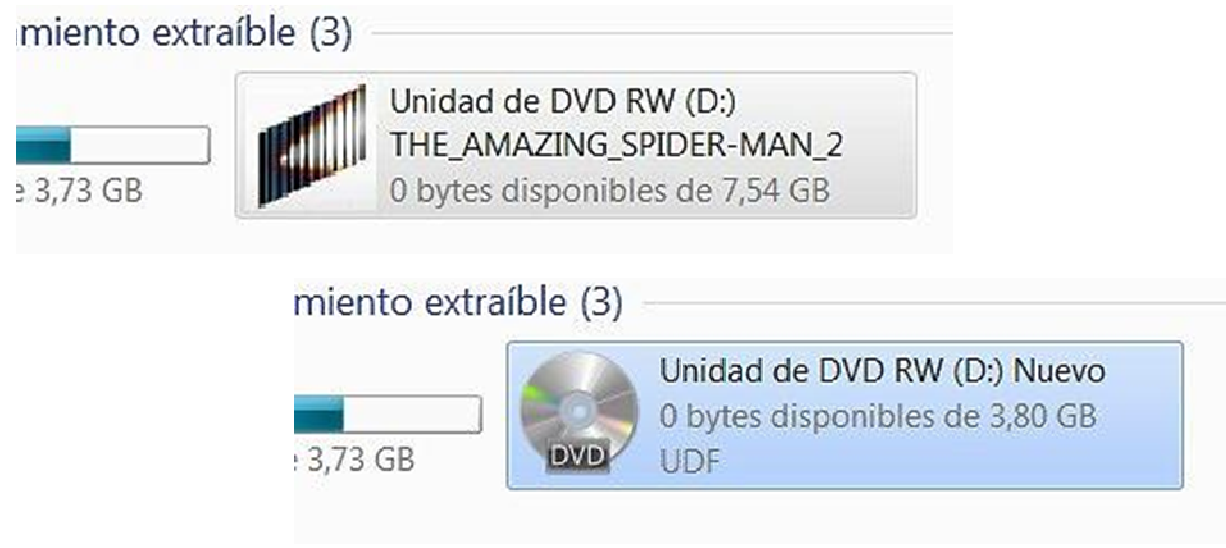 miento extraíble (3)
Unidad de DVD RW (D:)
THE_AMAZING_SPIDER-MAN_2
e 3,73 GB
0 bytes disponibles de 7,54 GB
miento extraíble (3)
Unidad de DVD RW (D:) Nuevo
0 bytes disponibles de 3,80 GB
3,73 GB
UDF
DVD